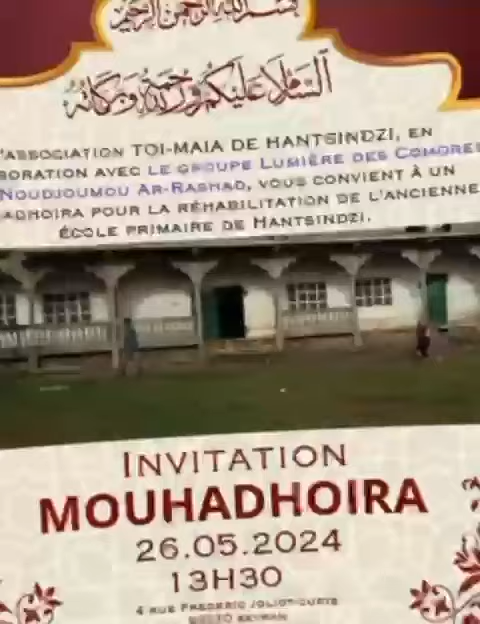 بسم الله الرحمن الرحيم
السلام عليكم ورحمة الله وبركاته
'ASSOCIATION TOI-MAIA DE HANTSINDZI, EN
BORATION AVEC LE GROUPE LUMIÈRE DES COMORE
NOUDJOUMOU AR-RASHAD, VOUS CONVIENT À UN
ADHOIRA POUR LA RÉHABILITATION DE L'ANCIENNE
ÉCOLE PRIMAIRE DE HANTSINDZI.
INVITATION
MOUHADHOIRA
26.05.2024
13H30
4 RUE FREDERIC JOLIOT-CURIE